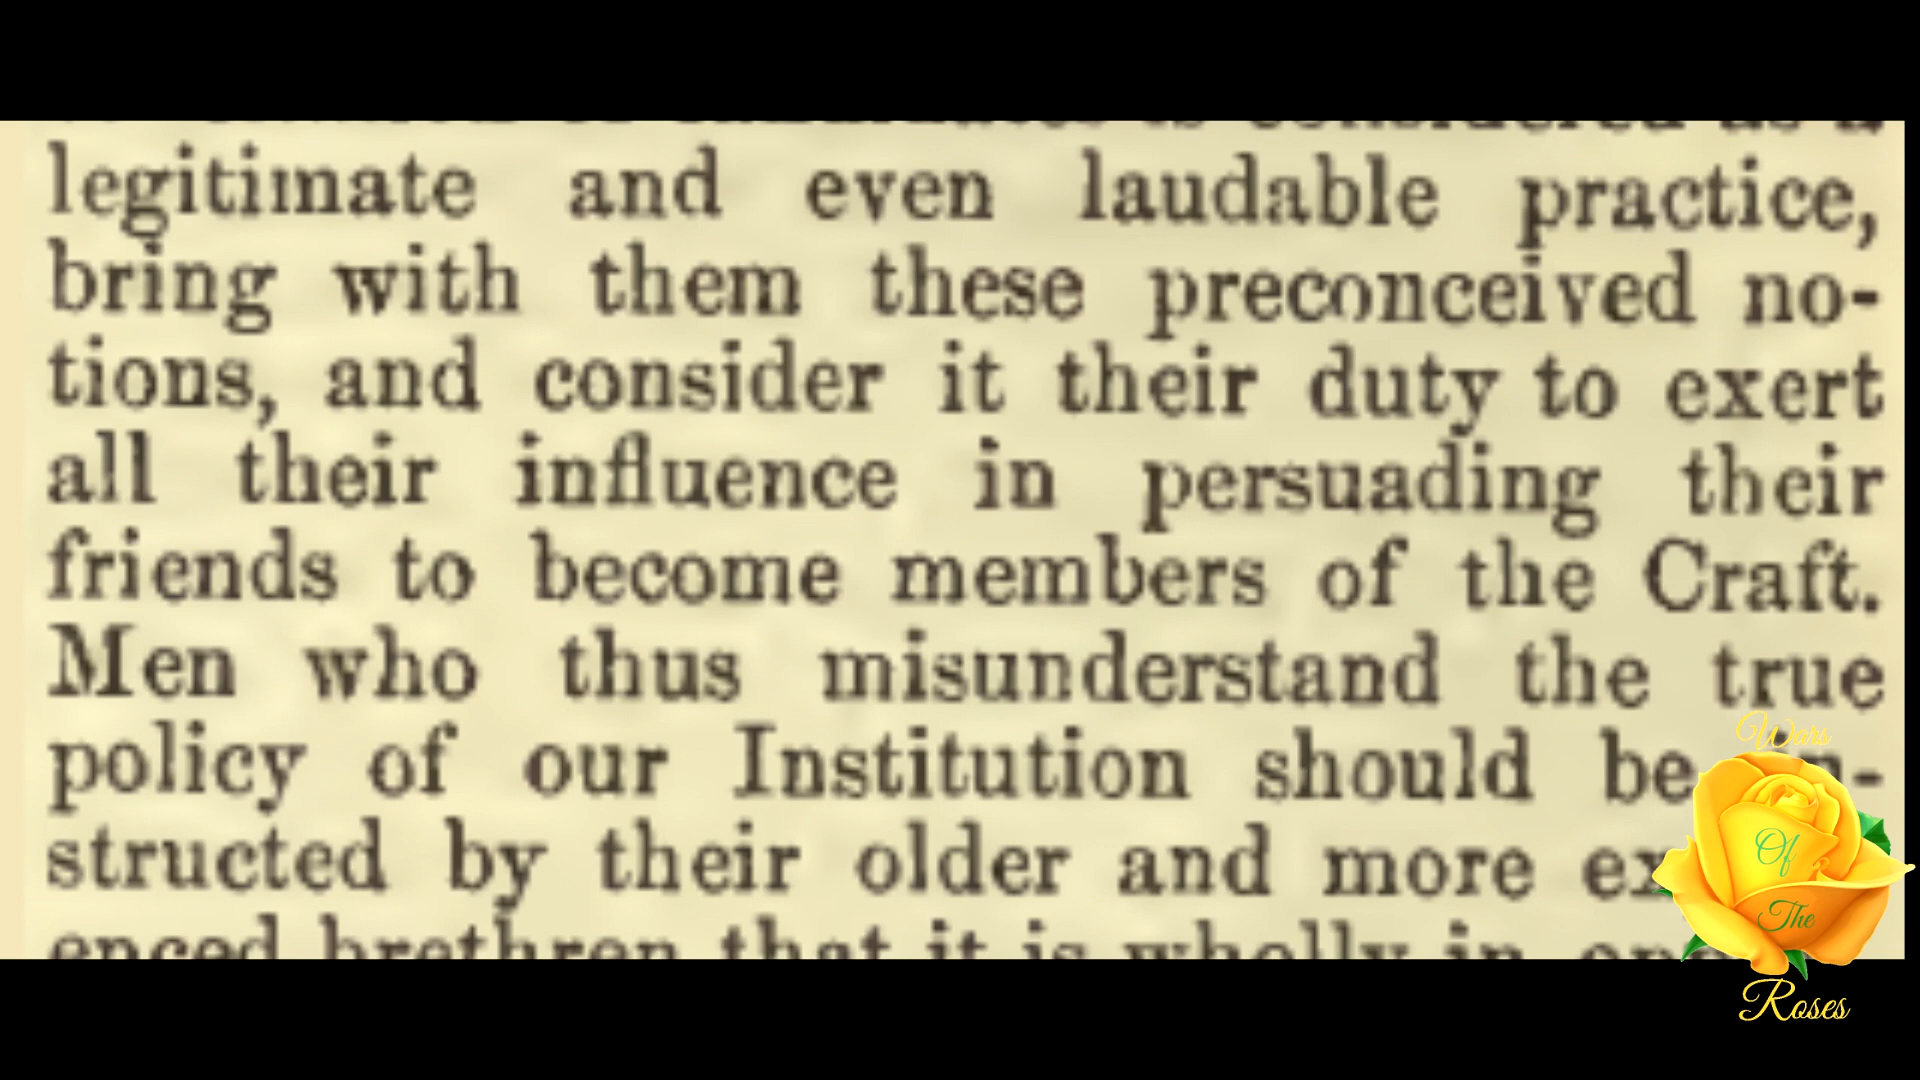 considered as a
legitimate and even laudable practice,
bring with them these preconceived no-
tions, and consider it their duty to exert
all their influence in persuading their
friends to become members of the Craft.
Men who thus misunderstand the true
policy of our Institution should be
structed by their older and more
enced brethren that it is wholly in
Wars
Of
The
Roses